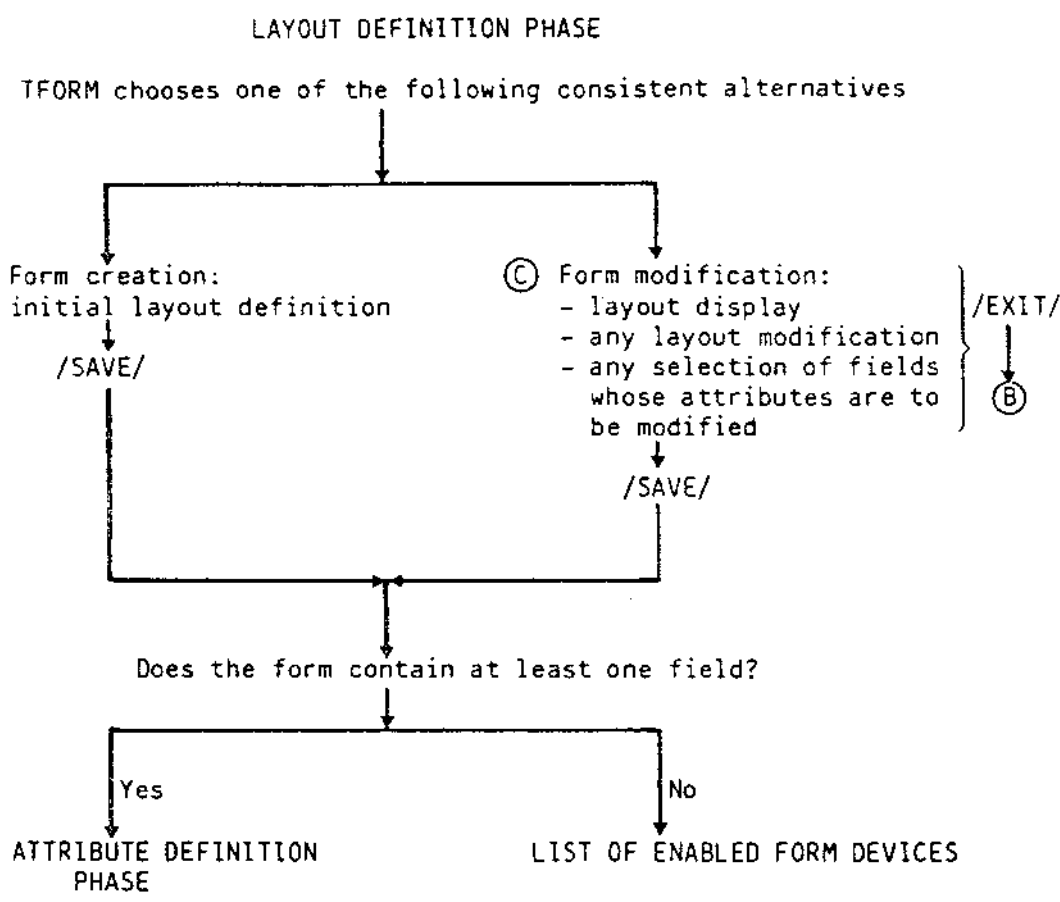 LAYOUT DEFINITION PHASE
TFORM chooses one of the following consistent alternatives
Form creation:
initial layout definition
/SAVE/
C Form modification:
- layout display
- any layout modification
- any selection of fields
whose attributes are to
be modified
/SAVE/
/EXIT/
B
Does the form contain at least one field?
Yes
No
ATTRIBUTE DEFINITION
PHASE
LIST OF ENABLED FORM DEVICES